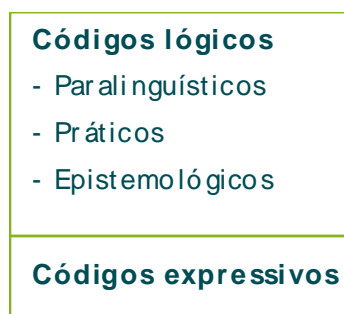 Códigos lógicos
- Paralinguísticos
- Práticos
- Epistemológicos
Códigos expressivos